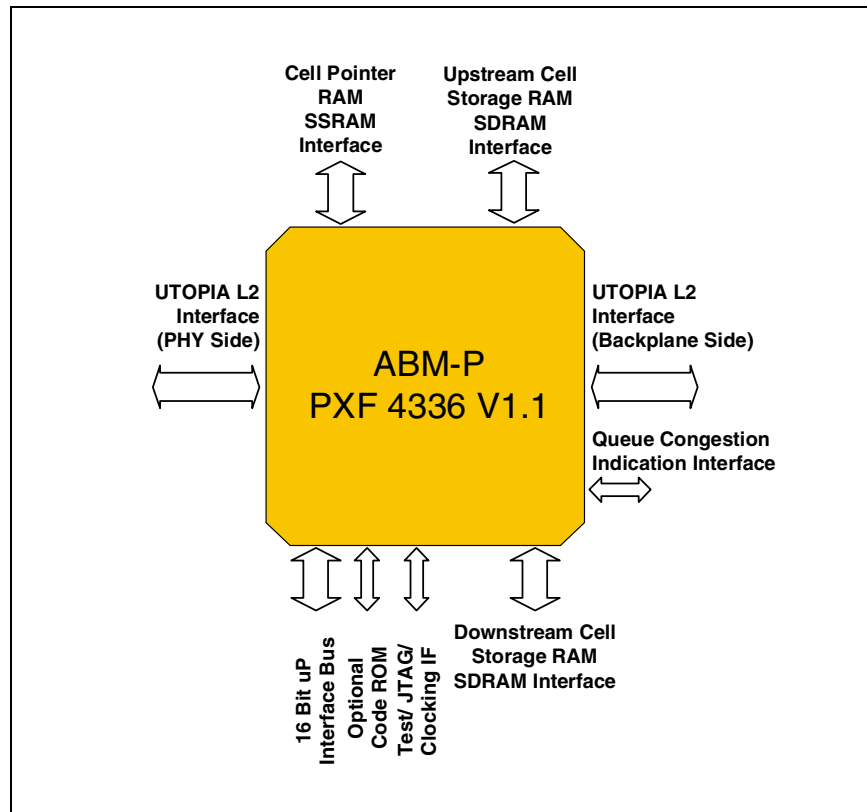 Cell Pointer
RAM
SSRAM
Interface
Upstream Cell
Storage RAM
SDRAM
Interface
UTOPIA L2
Interface
(PHY Side)
ABM-P
PXF 4336 V1.1
UTOPIA L2
Interface
(Backplane Side)
Queue Congestion
Indication Interface
16 Bit uP
Interface Bus
Optional
Code ROM
Test/ JTAG/
Clocking IF
Downstream Cell
Storage RAM
SDRAM Interface